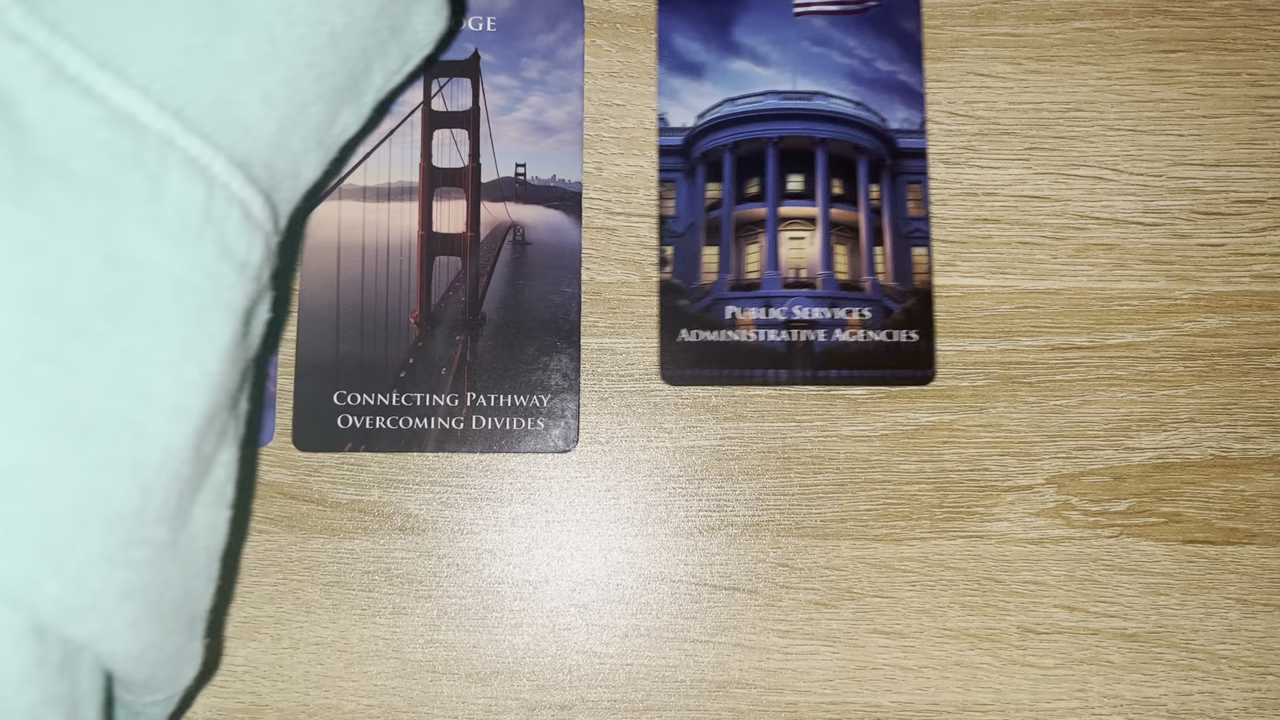 DGE
CONNECTING PATHWAY
OVERCOMING DIVIDES
PUBLIC SERVICES
ADMINISTRATIVE AGENCIES